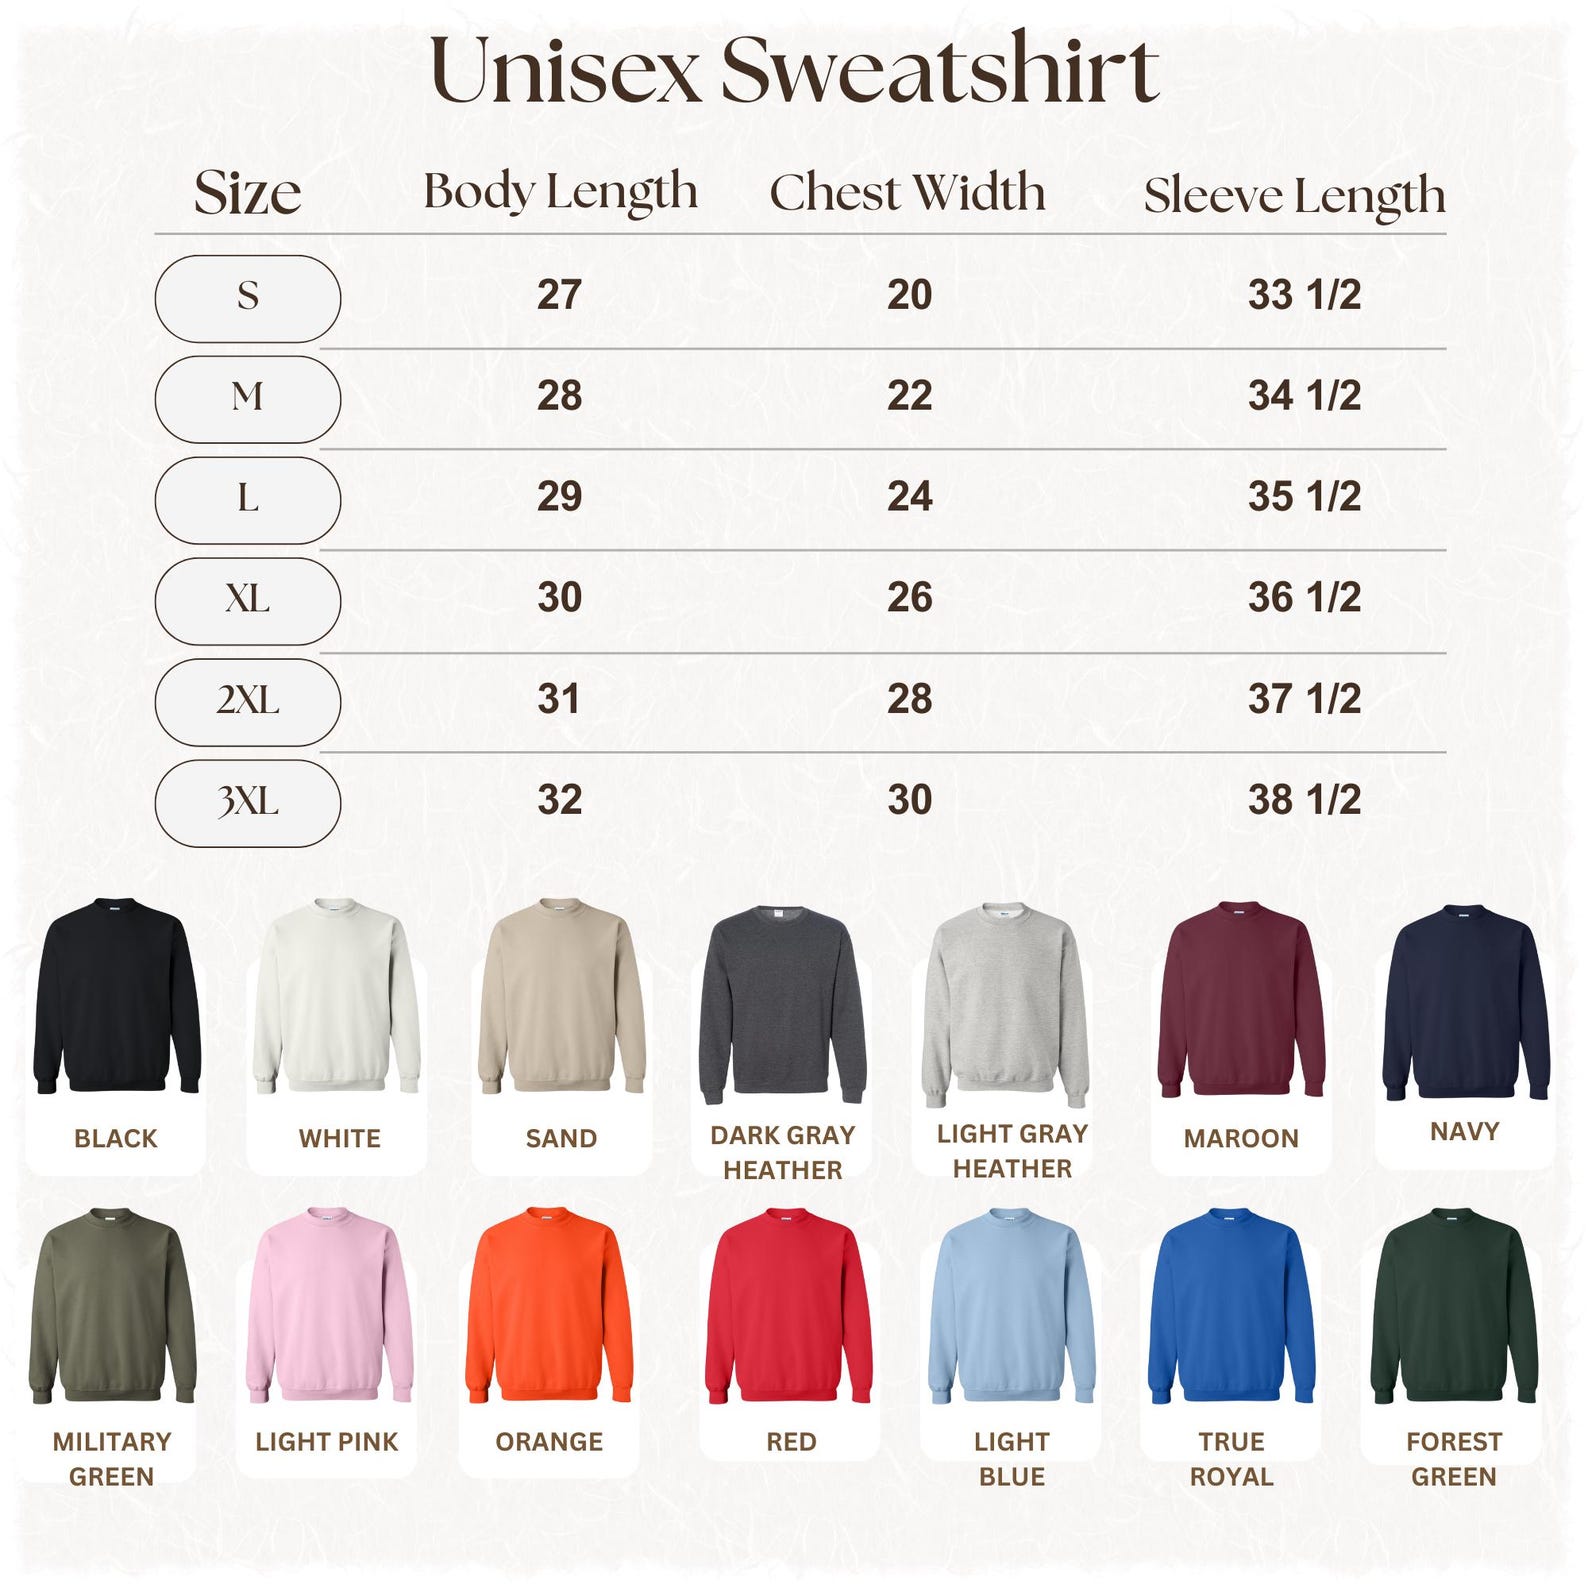 Unisex Sweatshirt
Size Body Length Chest Width Sleeve Length
S 27 20 33 1/2
M 28 22 34 1/2
L 29 24 35 1/2
XL 30 26 36 1/2
2XL 31 28 37 1/2
3XL 32 30 38 1/2
BLACK
WHITE
SAND
DARK GRAY
HEATHER
LIGHT GRAY
HEATHER
MAROON
NAVY
MILITARY
GREEN
LIGHT PINK
ORANGE
RED
LIGHT
BLUE
TRUE
ROYAL
FOREST
GREEN